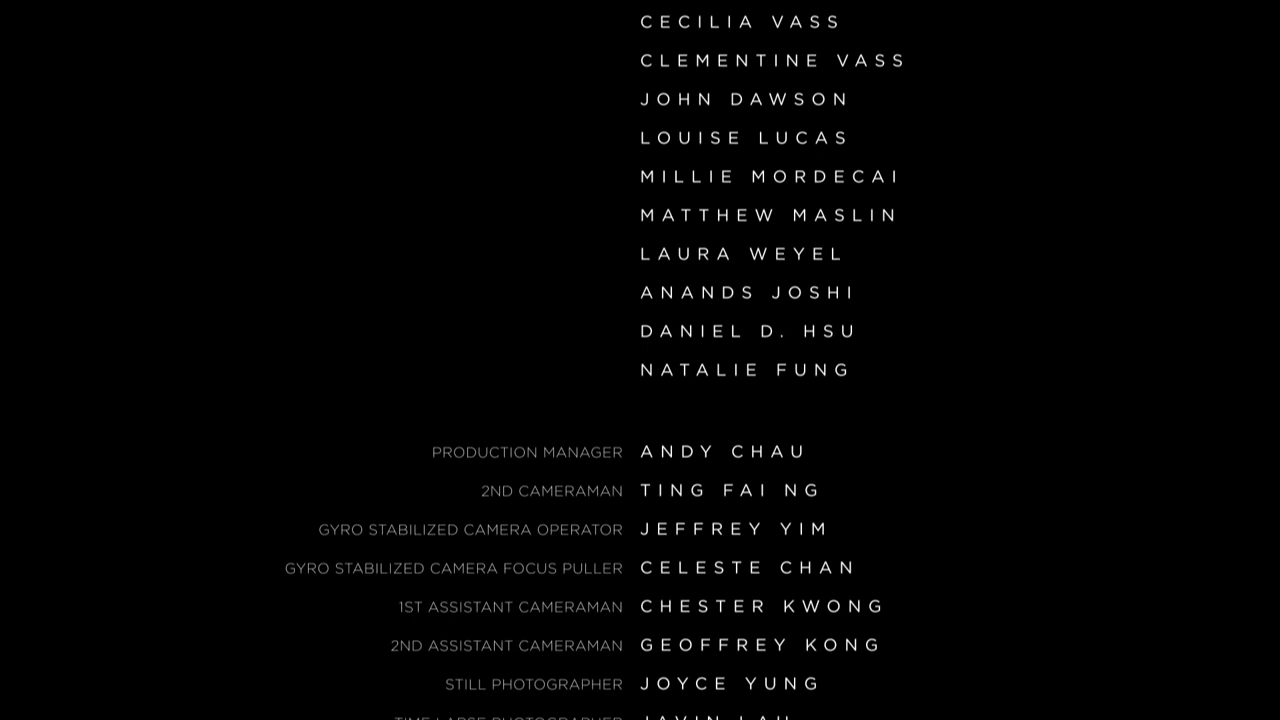 CECILIA VASS
CLEMENTINE VASS
JOHN DAWSON
LOUISE LUCAS
MILLIE MORDECAI
MATTHEW MASLIN
LAURA WEYEL
ANANDS JOSHI
DANIEL D. HSU
NATALIE FUNG
PRODUCTION MANAGER ANDY CHAU
2ND CAMERAMAN TING FAI NG
GYRO STABILIZED CAMERA OPERATOR JEFFREY YIM
GYRO STABILIZED CAMERA FOCUS PULLER CELESTE CHAN
1ST ASSISTANT CAMERAMAN CHESTER KWONG
2ND ASSISTANT CAMERAMAN GEOFFREY KONG
STILL PHOTOGRAPHER JOYCE YUNG